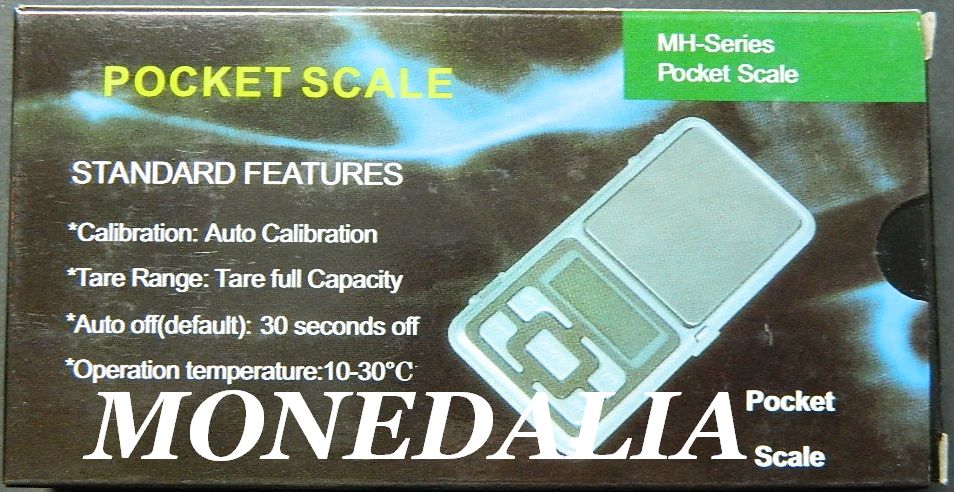 MH-Series
Pocket Scale
POCKET SCALE
STANDARD FEATURES
*Calibration: Auto Calibration
*Tare Range: Tare full Capacity
*Auto off(default): 30 seconds off
*Operation temperature:10-30°C
MONEDALIA
Pocket
Scale